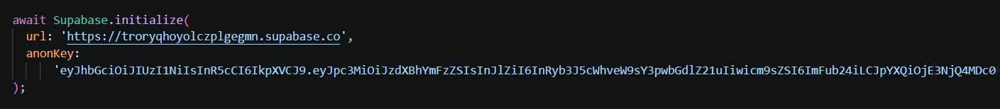 await Supabase.initialize(
url: 'https://troryqhoyolczplgegmn.supabase.co',
anonKey:
'eyJhbGciOiJIUzI1NiIsInR5cCI6IkpXVCJ9.eyJpc3MiOiJzdXBhYmFzZSIsInJlZiI6InRyb3J5cWhveW9sY3pwbGdlZ21uIiwicm9sZSI6ImFub24iLCJpYXQiOjE3NjQ4MDc0
);